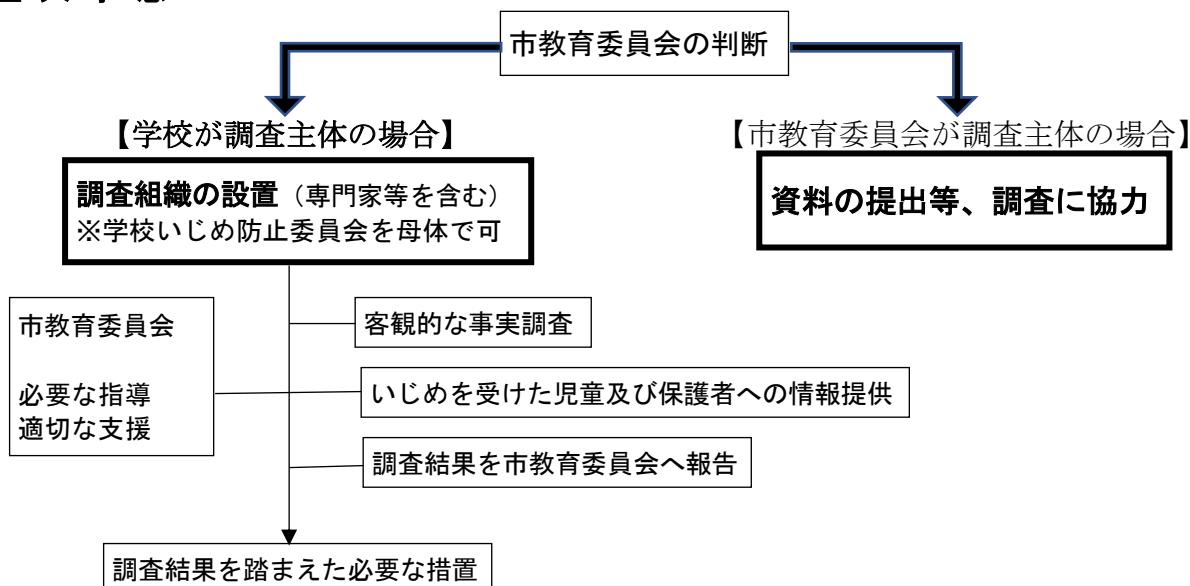 市教育委員会の判断
【学校が調査主体の場合】
【市教育委員会が調査主体の場合】
調査組織の設置（専門家等を含む）
※学校いじめ防止委員会を母体で可
資料の提出等、調査に協力
市教育委員会
必要な指導
適切な支援
客観的な事実調査
いじめを受けた児童及び保護者への情報提供
調査結果を市教育委員会へ報告
調査結果を踏まえた必要な措置